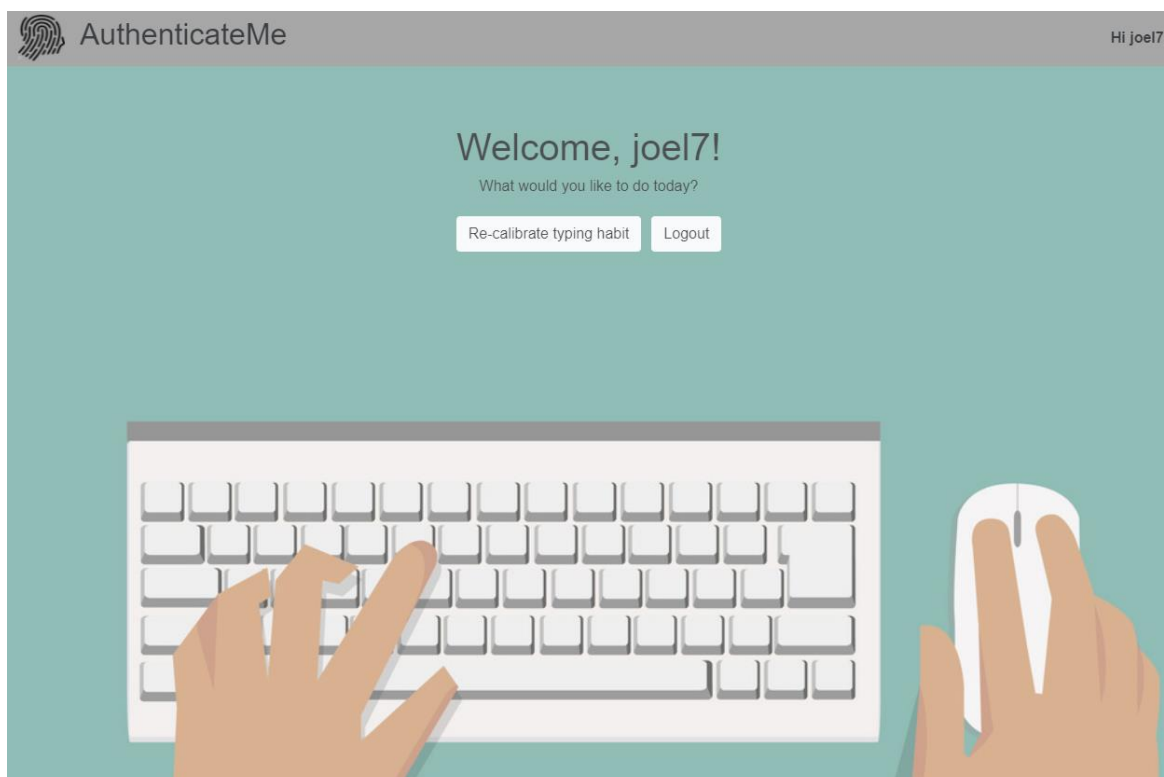 AuthenticateMe
Hi joel7
Welcome, joel7!
What would you like to do today?
Re-calibrate typing habit
Logout